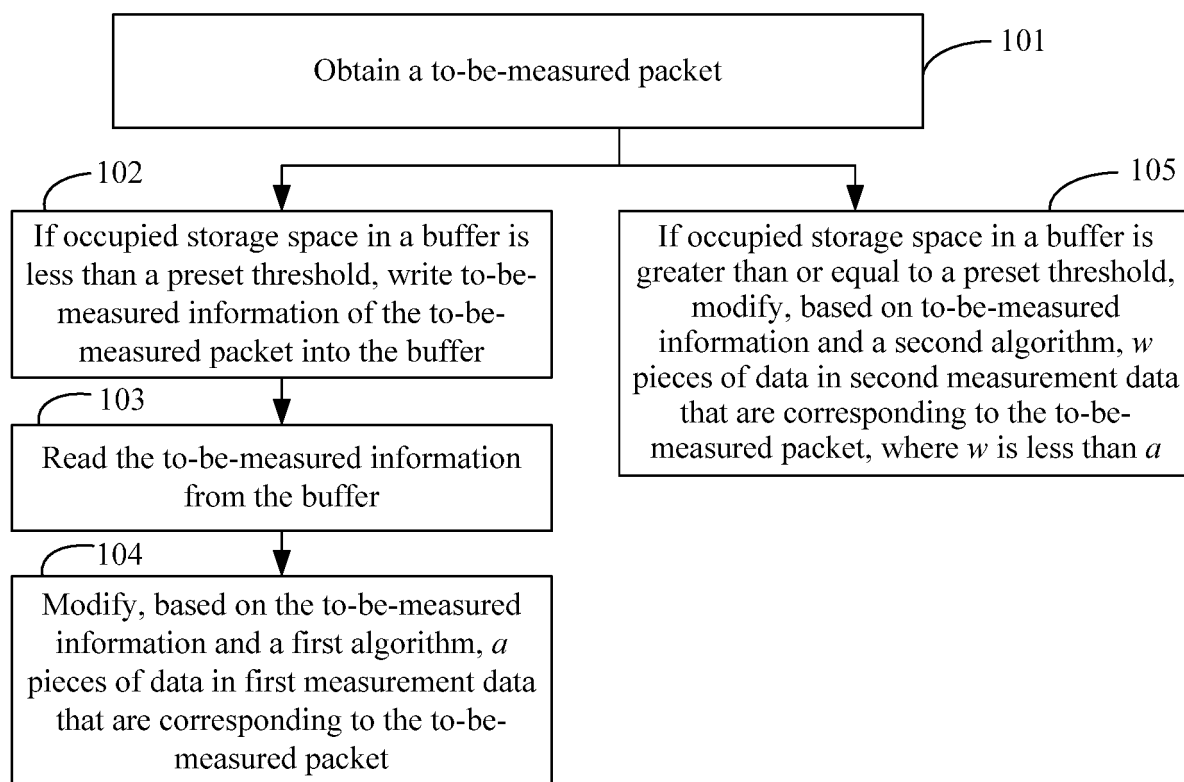 101
Obtain a to-be-measured packet
102
If occupied storage space in a buffer is
less than a preset threshold, write to-be-
measured information of the to-be-
measured packet into the buffer
103
Read the to-be-measured information
from the buffer
104
Modify, based on the to-be-measured
information and a first algorithm, a
pieces of data in first measurement data
that are corresponding to the to-be-
measured packet
105
If occupied storage space in a buffer is
greater than or equal to a preset threshold,
modify, based on to-be-measured
information and a second algorithm, w
pieces of data in second measurement data
that are corresponding to the to-be-
measured packet, where w is less than a